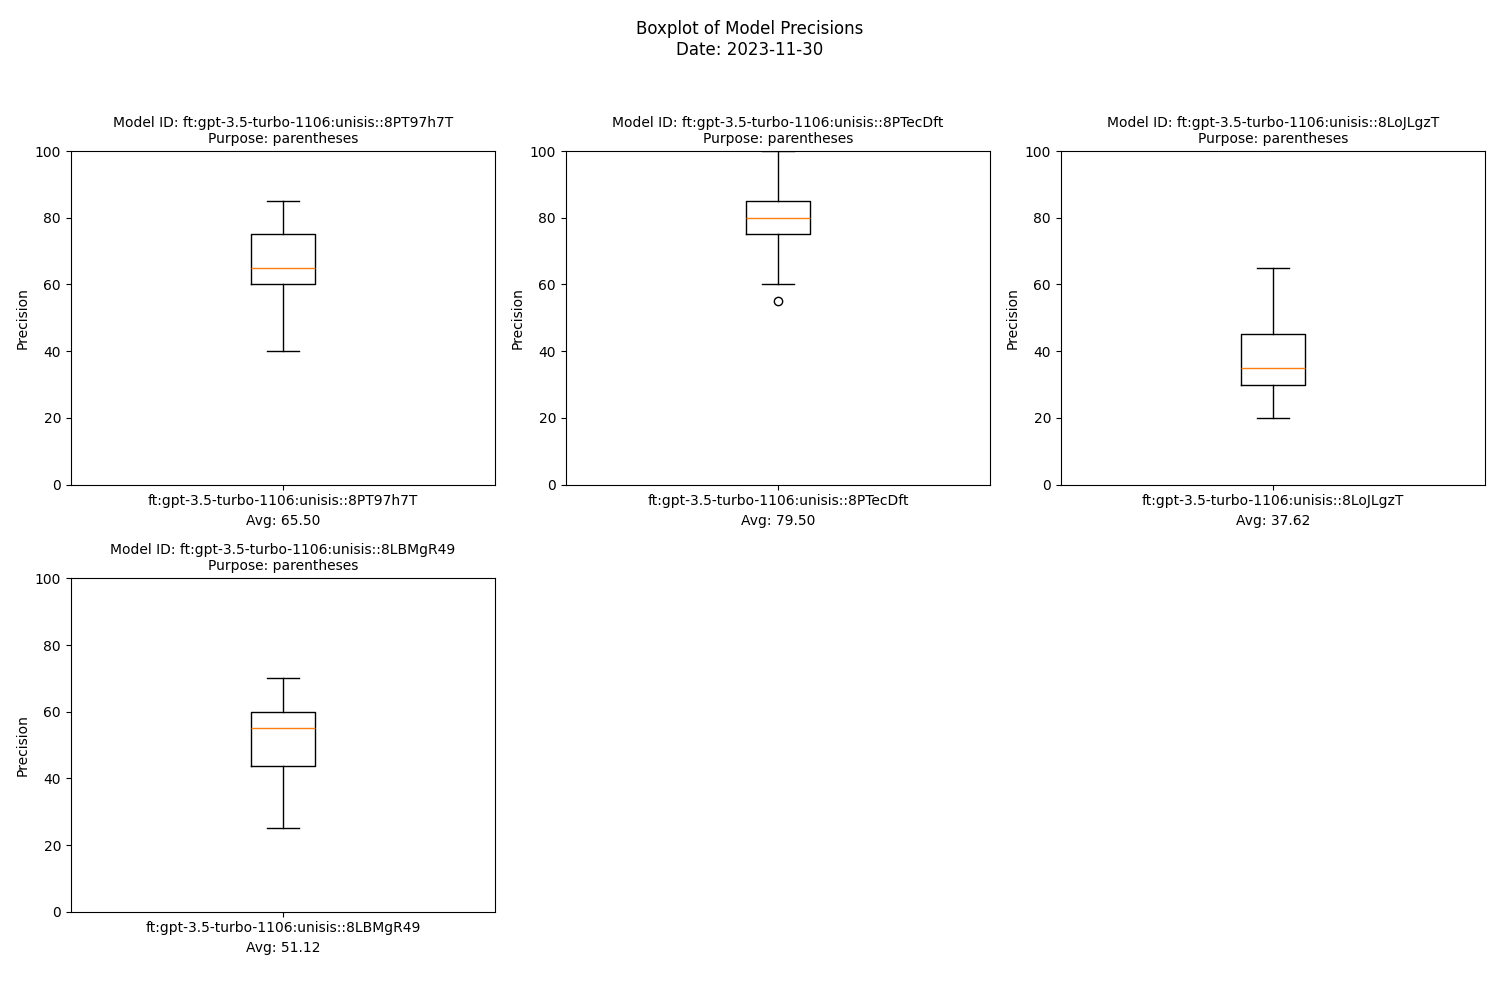 Boxplot of Model Precisions
Date: 2023-11-30
Model ID: ft:gpt-3.5-turbo-1106:unisis::8PT97h7T
Purpose: parentheses
100
80
60
40
20
0
Precision
ft:gpt-3.5-turbo-1106:unisis::8PT97h7T
Avg: 65.50
Model ID: ft:gpt-3.5-turbo-1106:unisis::8PTecDft
Purpose: parentheses
100
80
60
40
20
0
Precision
ft:gpt-3.5-turbo-1106:unisis::8PTecDft
Avg: 79.50
Model ID: ft:gpt-3.5-turbo-1106:unisis::8LoJLgzT
Purpose: parentheses
100
80
60
40
20
0
Precision
ft:gpt-3.5-turbo-1106:unisis::8LoJLgzT
Avg: 37.62
Model ID: ft:gpt-3.5-turbo-1106:unisis::8LBMgR49
Purpose: parentheses
100
80
60
40
20
0
Precision
ft:gpt-3.5-turbo-1106:unisis::8LBMgR49
Avg: 51.12